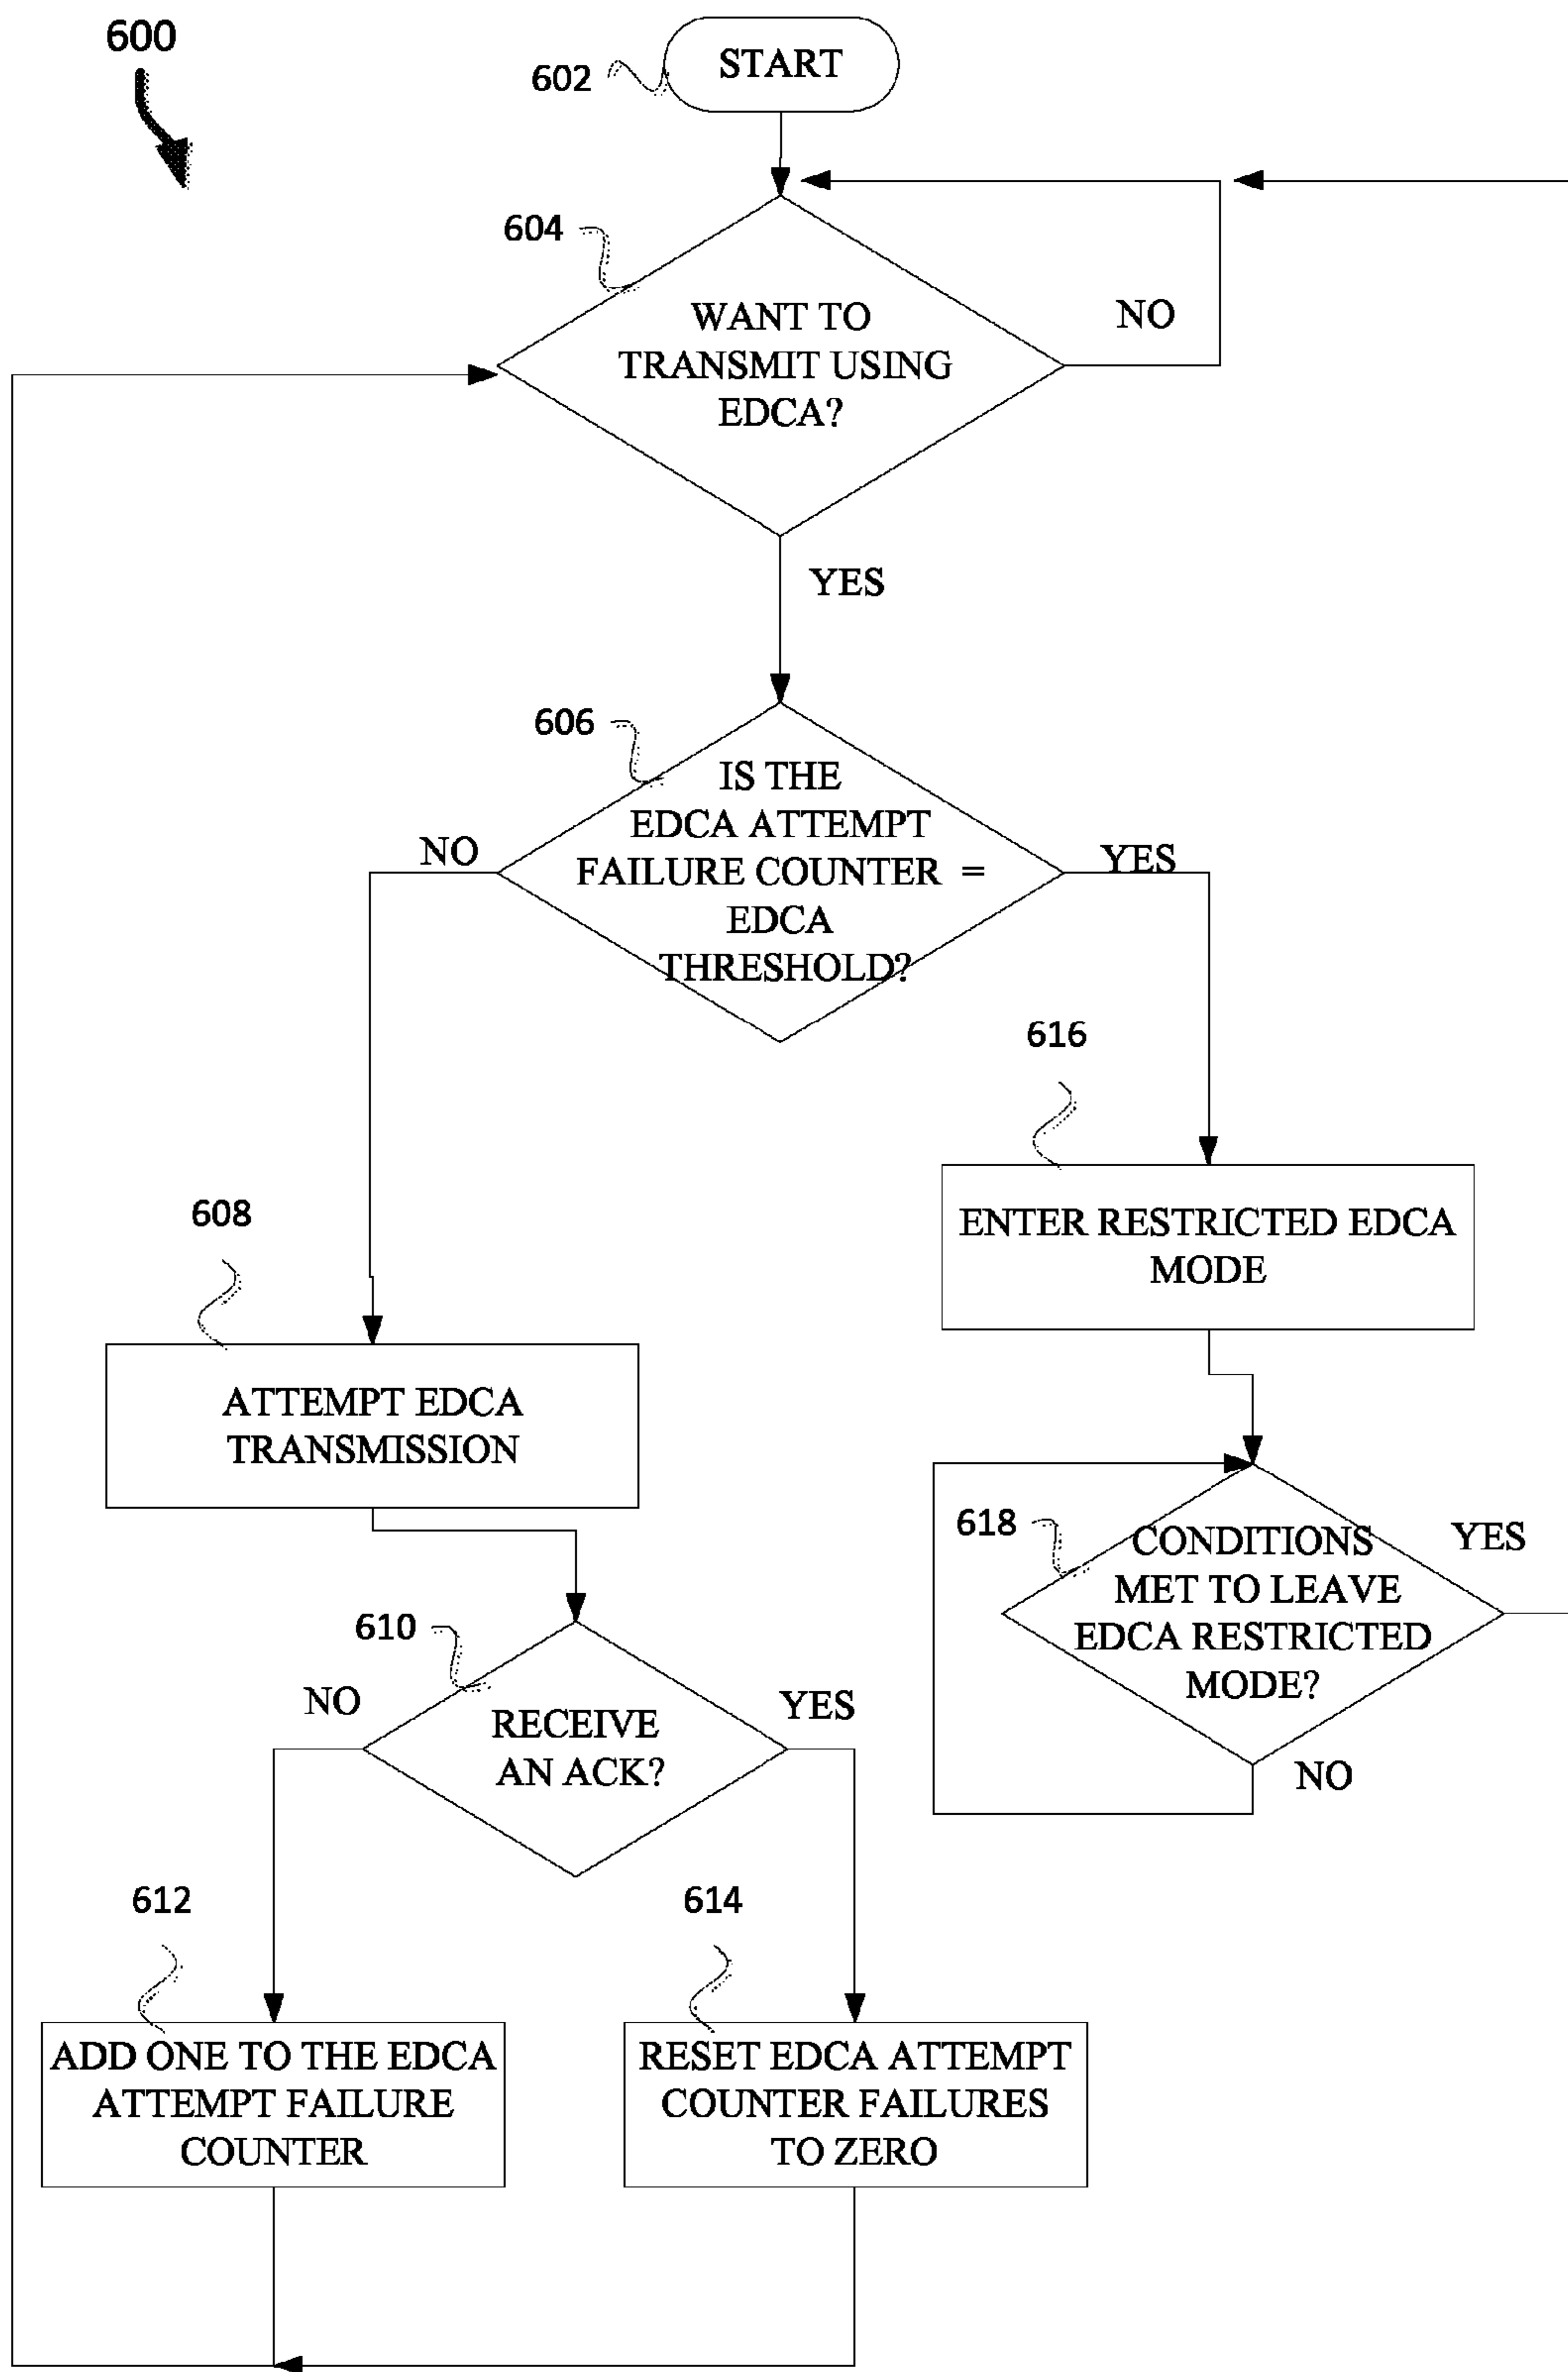 600
START
602
604
WANT TO
TRANSMIT USING
EDCA?
NO
YES
606
IS THE
EDCA ATTEMPT
FAILURE COUNTER =
EDCA
THRESHOLD?
NO
YES
616
ENTER RESTRICTED EDCA
MODE
608
ATTEMPT EDCA
TRANSMISSION
618
CONDITIONS
MET TO LEAVE
EDCA RESTRICTED
MODE?
YES
NO
610
RECEIVE
AN ACK?
NO
YES
612
ADD ONE TO THE EDCA
ATTEMPT FAILURE
COUNTER
614
RESET EDCA ATTEMPT
COUNTER FAILURES
TO ZERO